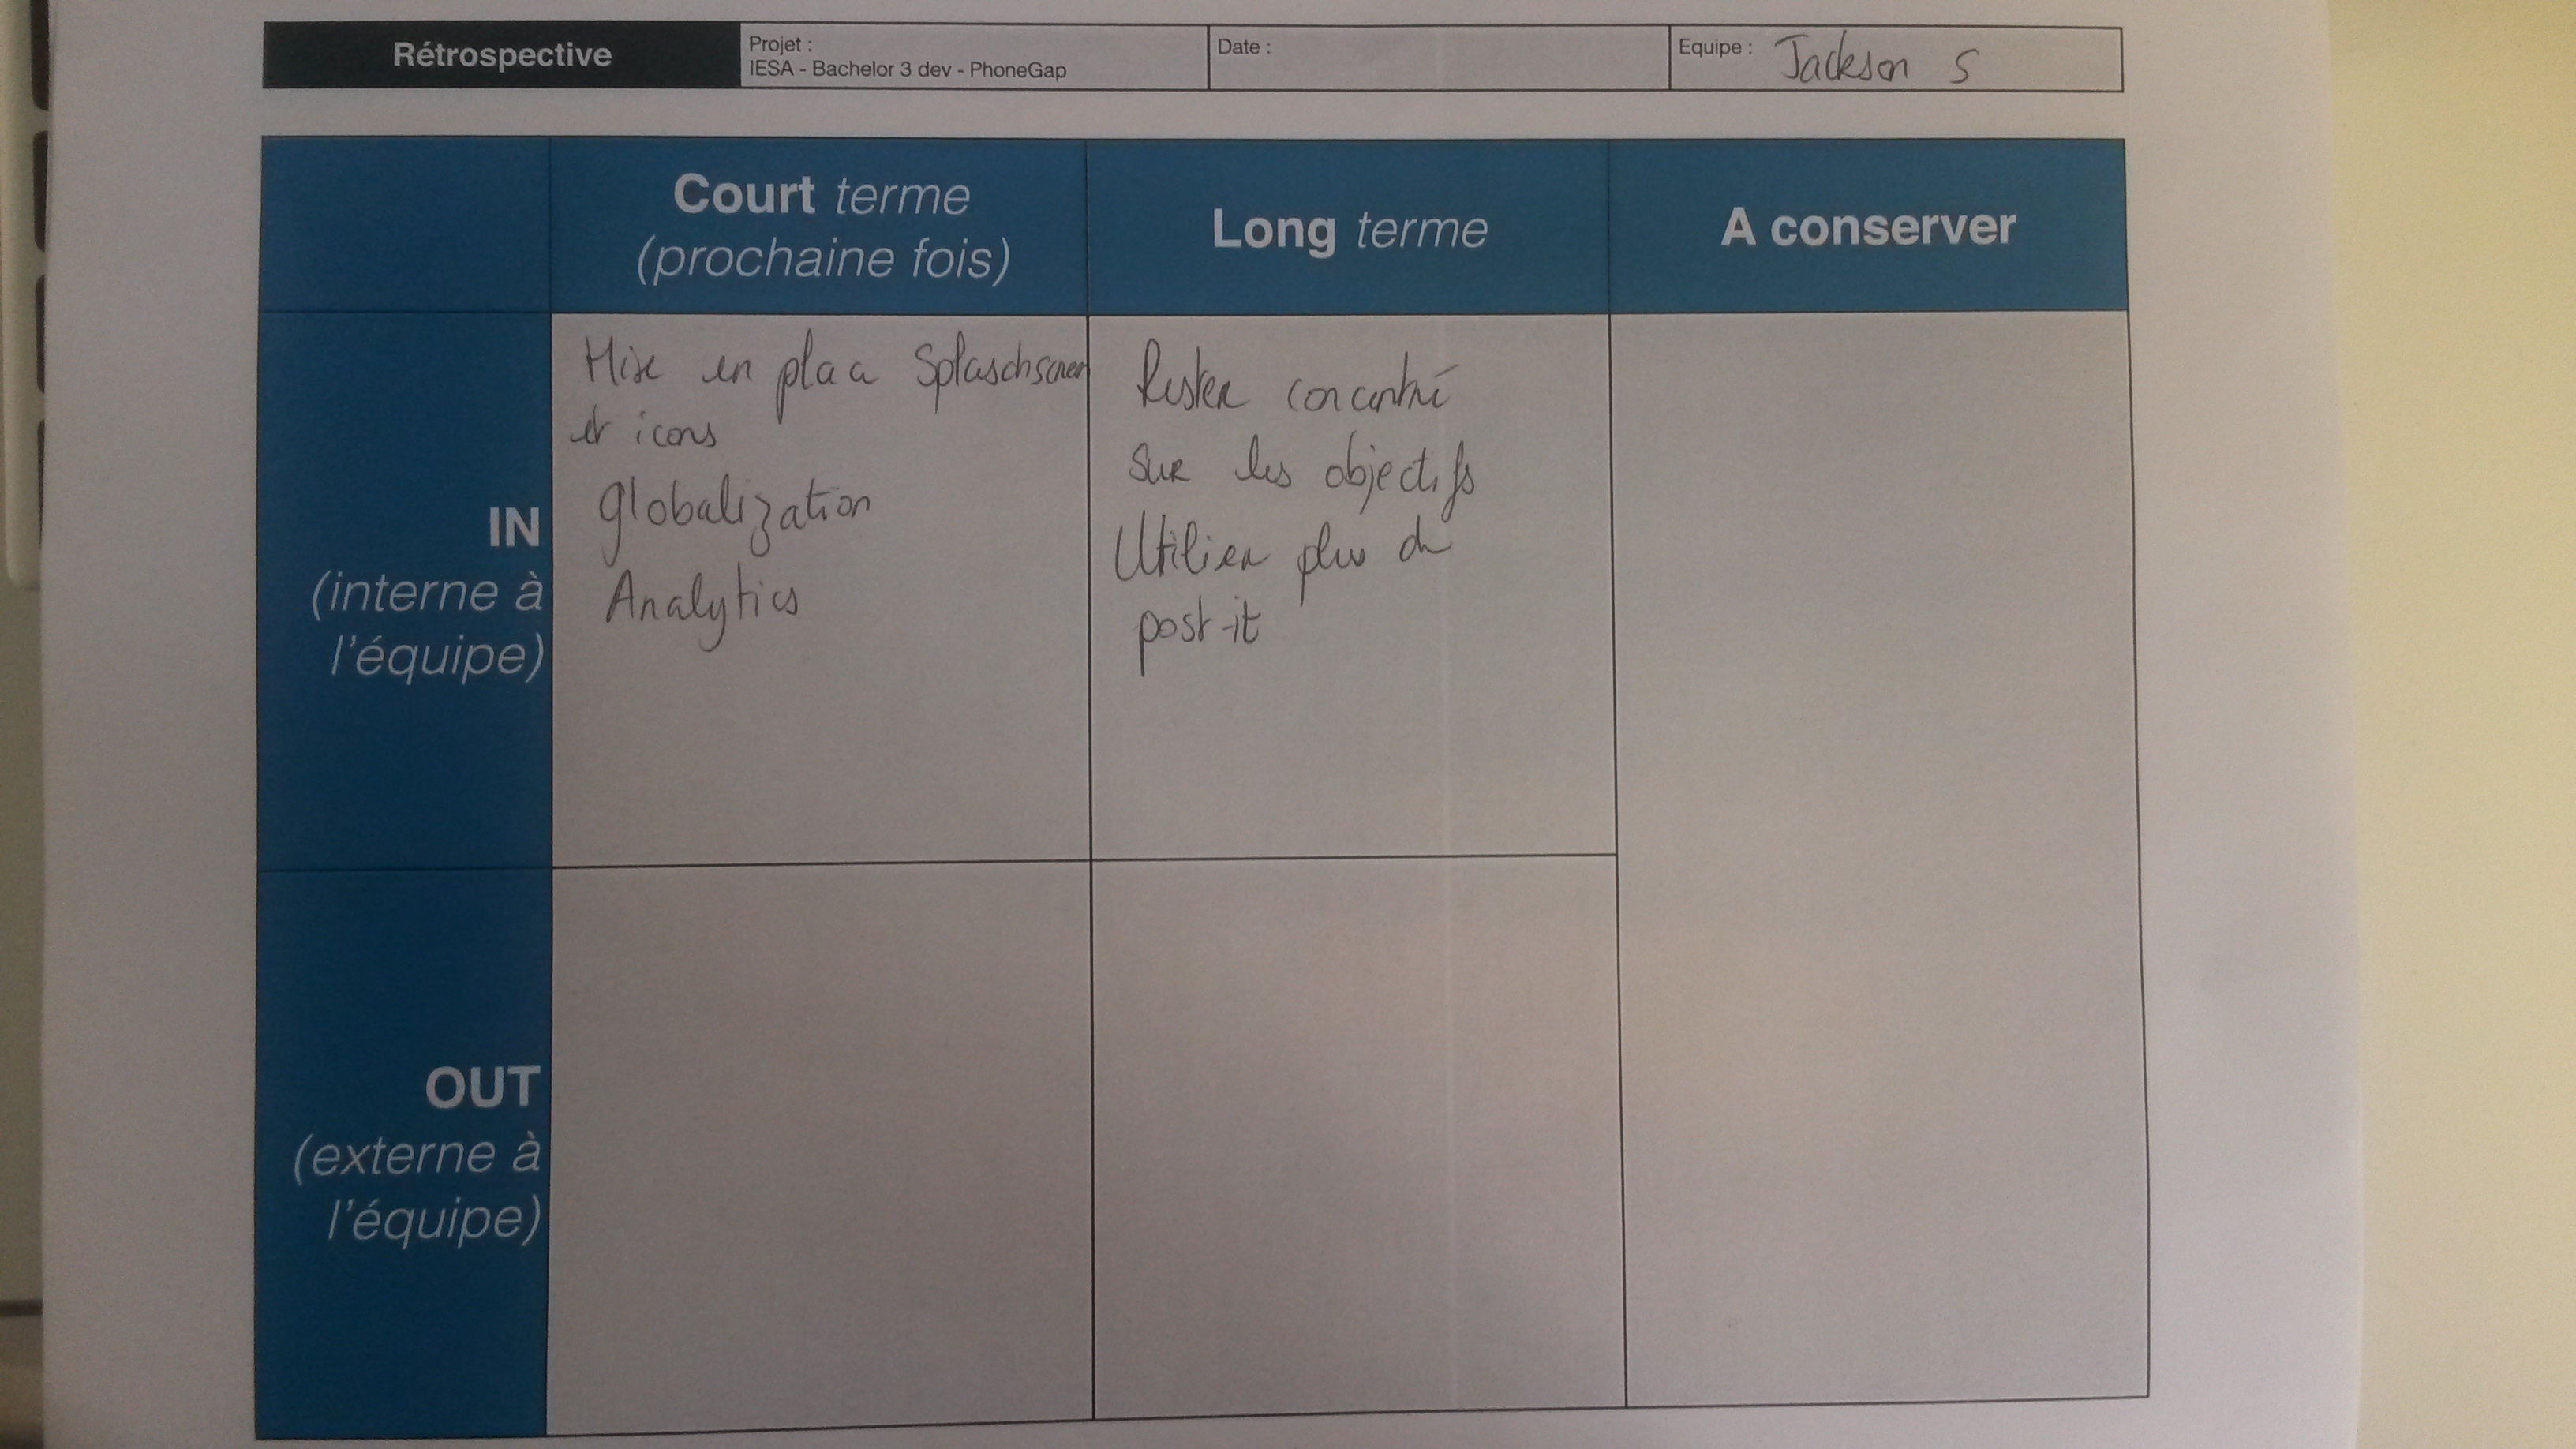 Rétrospective
Projet :
IESA - Bachelor 3 dev - PhoneGap
Date :
Equipe : Jackson S
Court terme
(prochaine fois)
Long terme
A conserver
IN
(interne à
l'équipe)
Mise en place Splaschscreen
et icons
Globalization
Analytics
Rester concentré
sur les objectifs
Utiliser plus de
post-it
OUT
(externe à
l'équipe)